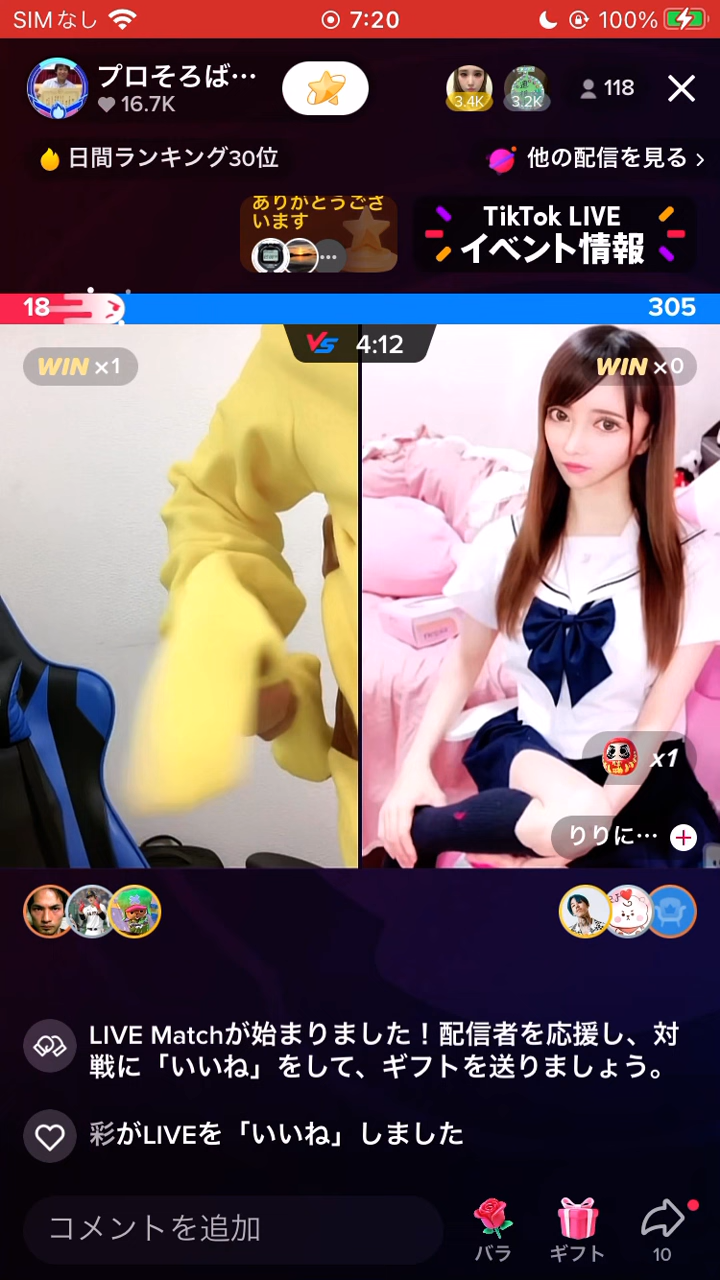 SIMなし
7:20
100%
プロそろば…
16.7K
3.4K
3.2K
118
日間ランキング30位
他の配信を見る
ありがとうござ
います
TikTok LIVE
イベント情報
18
305
WIN x1
VS 4:12
WIN x0
x1
りりに…
LIVE Matchが始まりました！配信者を応援し、対
戦に「いいね」をして、ギフトを送りましょう。
彩がLIVEを「いいね」しました
コメントを追加
バラ
ギフト
10